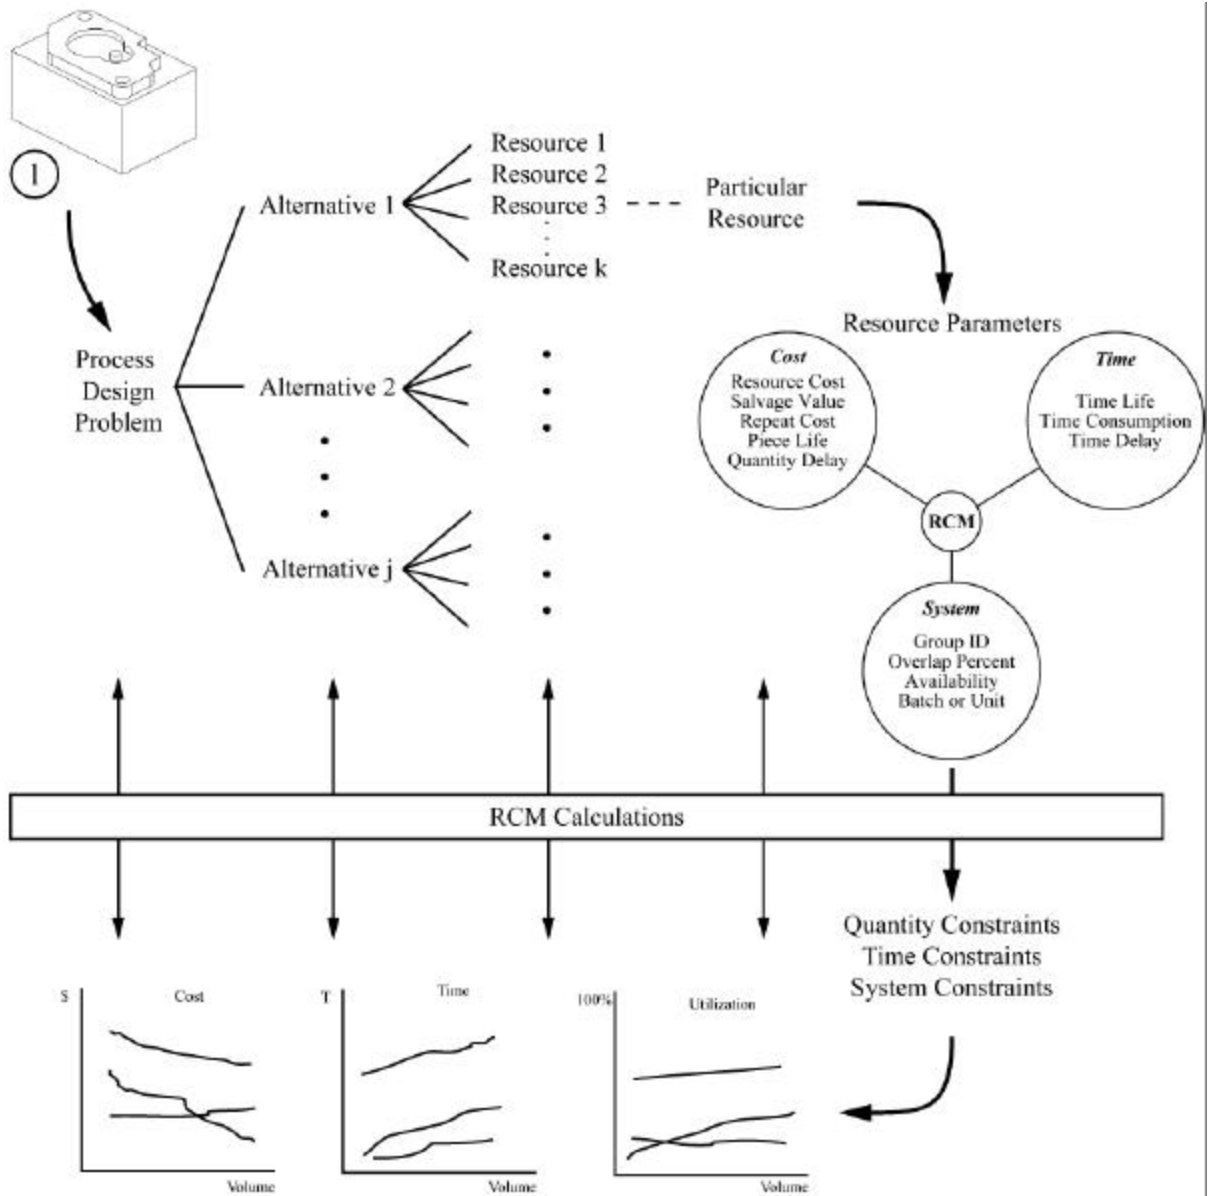 1
Process
Design
Problem
Alternative 1
Alternative 2
Alternative j
Resource 1
Resource 2
Resource 3
Resource k
Particular
Resource
Resource Parameters
Cost
Resource Cost
Salvage Value
Repeat Cost
Piece Life
Quantity Delay
Time
Time Life
Time Consumption
Time Delay
RCM
System
Group ID
Overlap Percent
Availability
Batch or Unit
RCM Calculations
Quantity Constraints
Time Constraints
System Constraints
$
Cost
Volume
T
Time
Volume
100%
Utilization
Volume